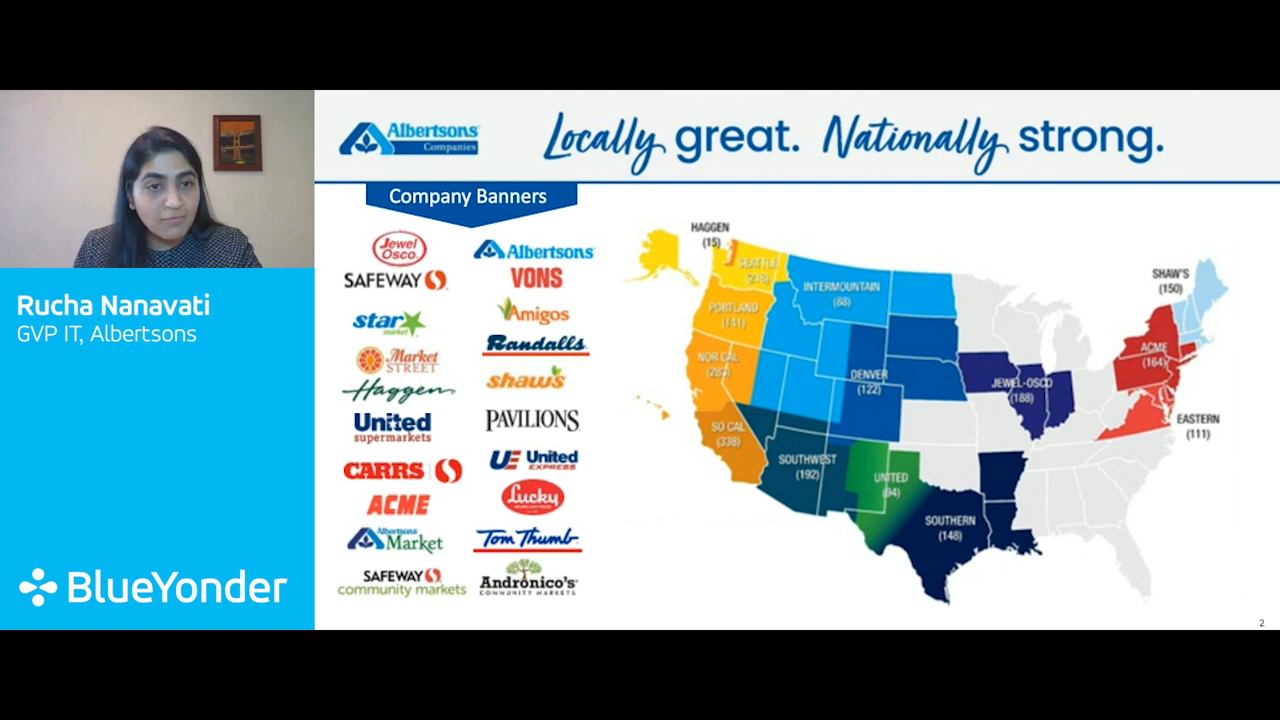 Rucha Nanavati
GVP IT, Albertsons
BlueYonder
Albertsons
Companies
Locally great. Nationally strong.
Company Banners
Jewel
Osco
Albertsons
SAFEWAY
VONS
star
market
Amigos
Market
STREET
Randalls
Haggen
shaw's
United
supermarkets
PAVILIONS
CARRS
United
EXPRESS
ACME
Lucky
Albertsons
Market
Tom Thumb
SAFEWAY
community markets
Andronico's
COMMUNITY MARKETS
HAGGEN
(15)
SEATTLE
PORTLAND
(141)
NOR CAL
SO CAL
(338)
INTERMOUNTAIN
(88)
DENVER
(122)
SOUTHWEST
(192)
UNITED
(94)
SOUTHERN
(148)
JEWEL-OSCO
(188)
SHAW'S
(150)
ACME
(164)
EASTERN
(111)
2